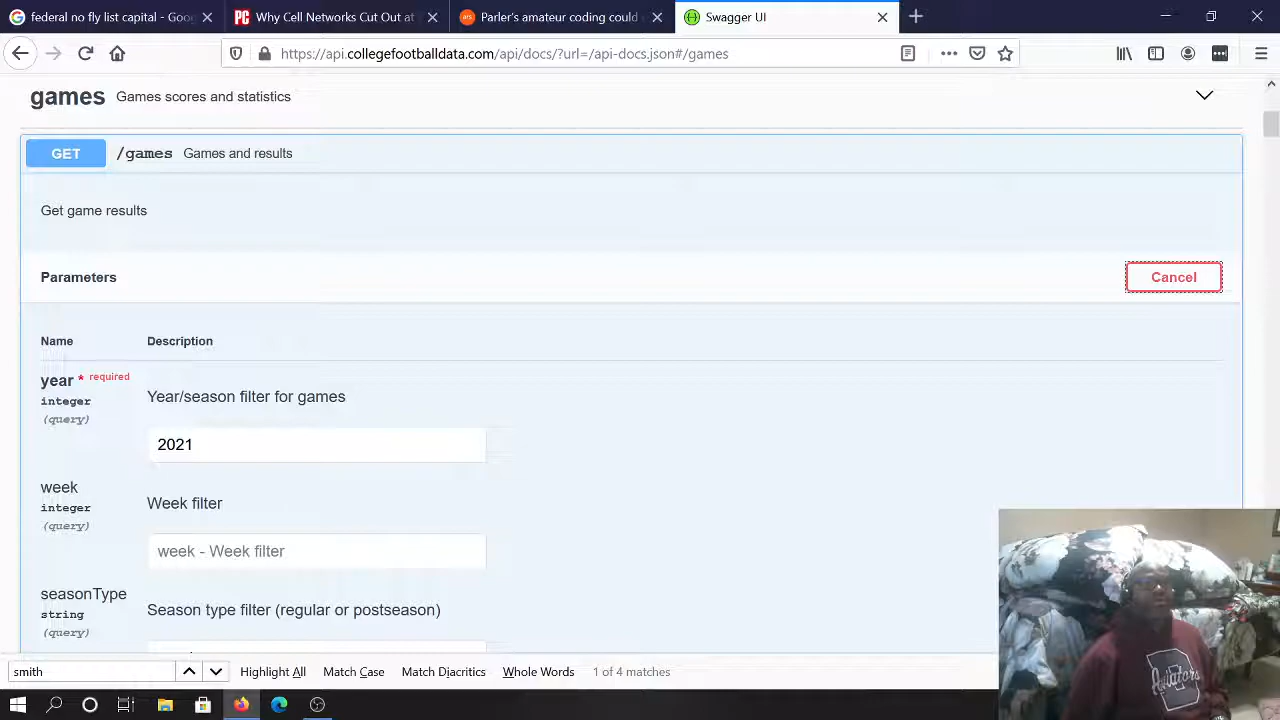 federal no fly list capital - Goo
Why Cell Networks Cut Out at
Parler's amateur coding could
Swagger UI
https://api.collegefootballdata.com/api/docs/?url=/api-docs.json#/games
games Games scores and statistics
GET /games Games and results
Get game results
Parameters
Cancel
Name Description
year * required
integer
(query)
Year/season filter for games
2021
week
integer
(query)
Week filter
week - Week filter
seasonType
string
(query)
Season type filter (regular or postseason)
smith
Highlight All Match Case Match Diacritics Whole Words 1 of 4 matches
Aviators